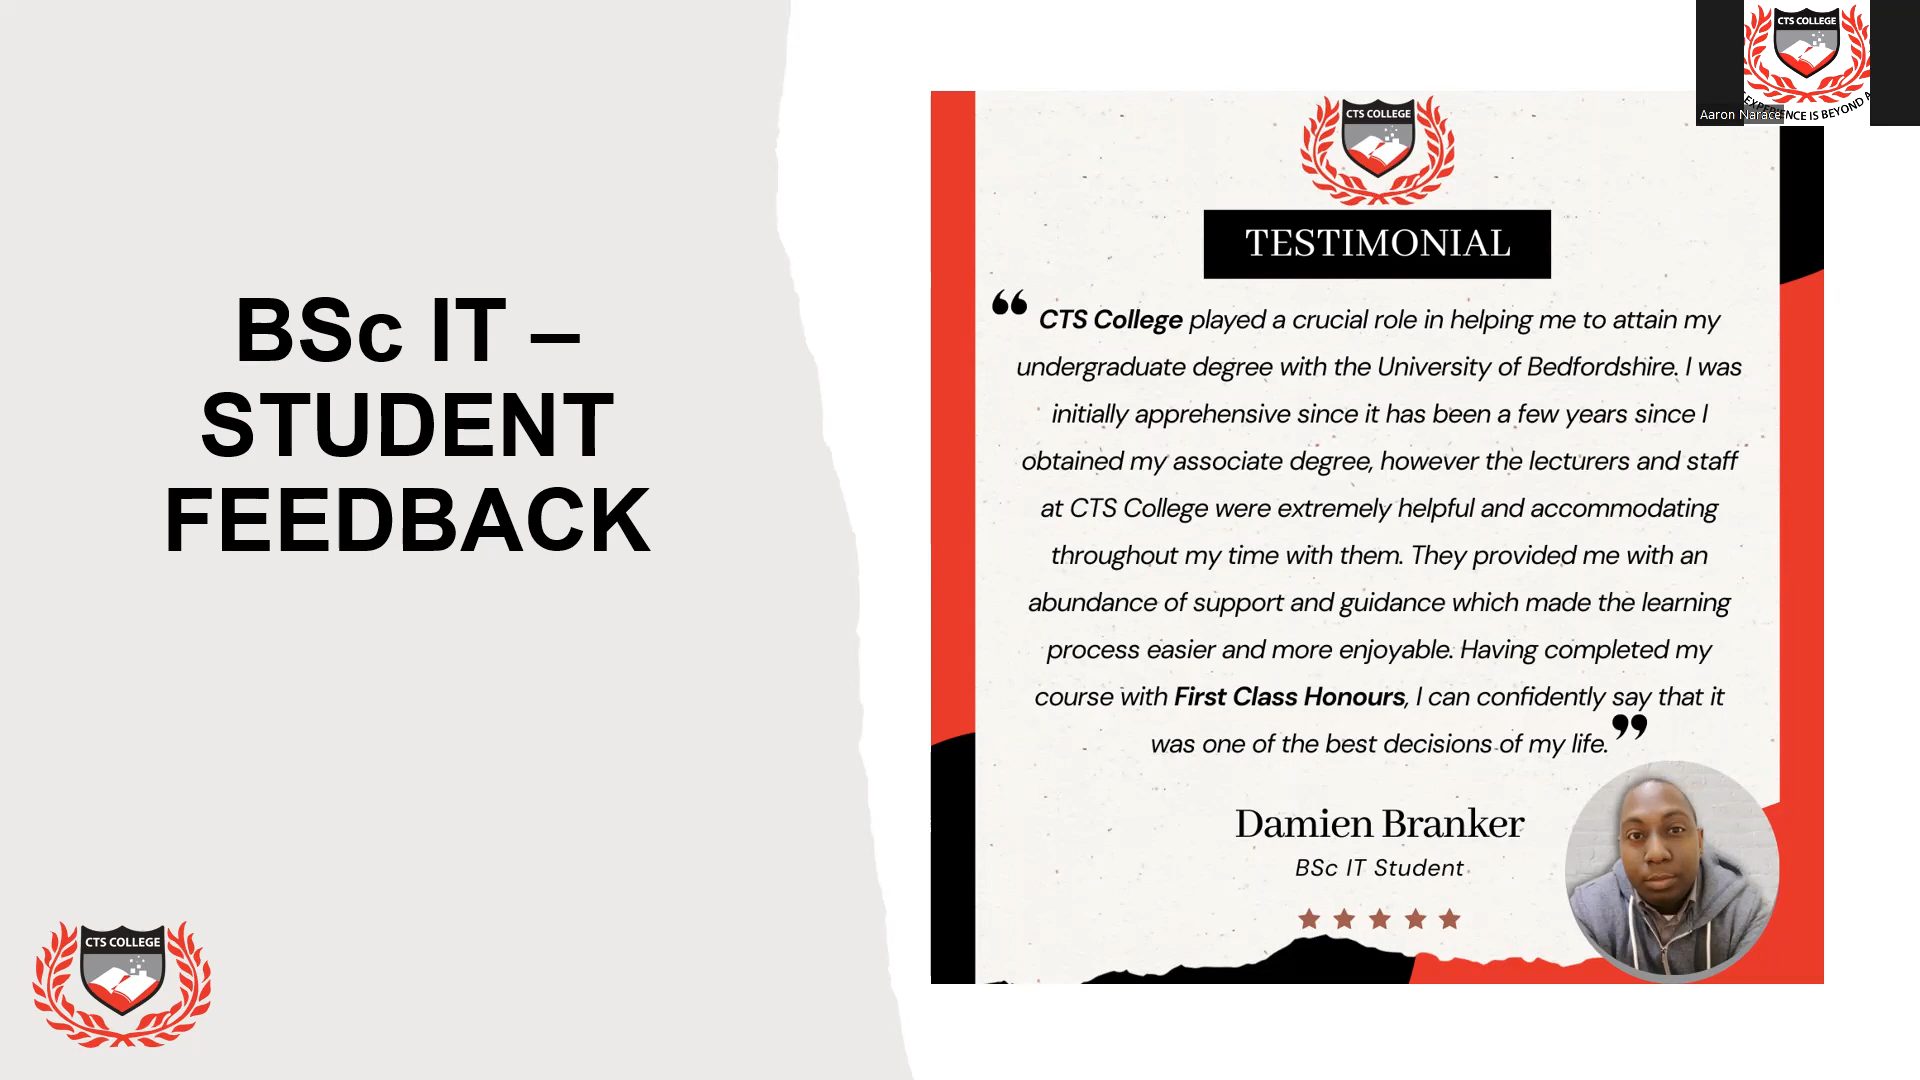 BSc IT –
STUDENT
FEEDBACK
CTS COLLEGE
CTS COLLEGE
TESTIMONIAL
“ CTS College played a crucial role in helping me to attain my
undergraduate degree with the University of Bedfordshire. I was
initially apprehensive since it has been a few years since I
obtained my associate degree, however the lecturers and staff
at CTS College were extremely helpful and accommodating
throughout my time with them. They provided me with an
abundance of support and guidance which made the learning
process easier and more enjoyable. Having completed my
course with First Class Honours, I can confidently say that it
was one of the best decisions of my life. ”
Damien Branker
BSc IT Student
CTS COLLEGE
IS BEYOND
Aaron Narace